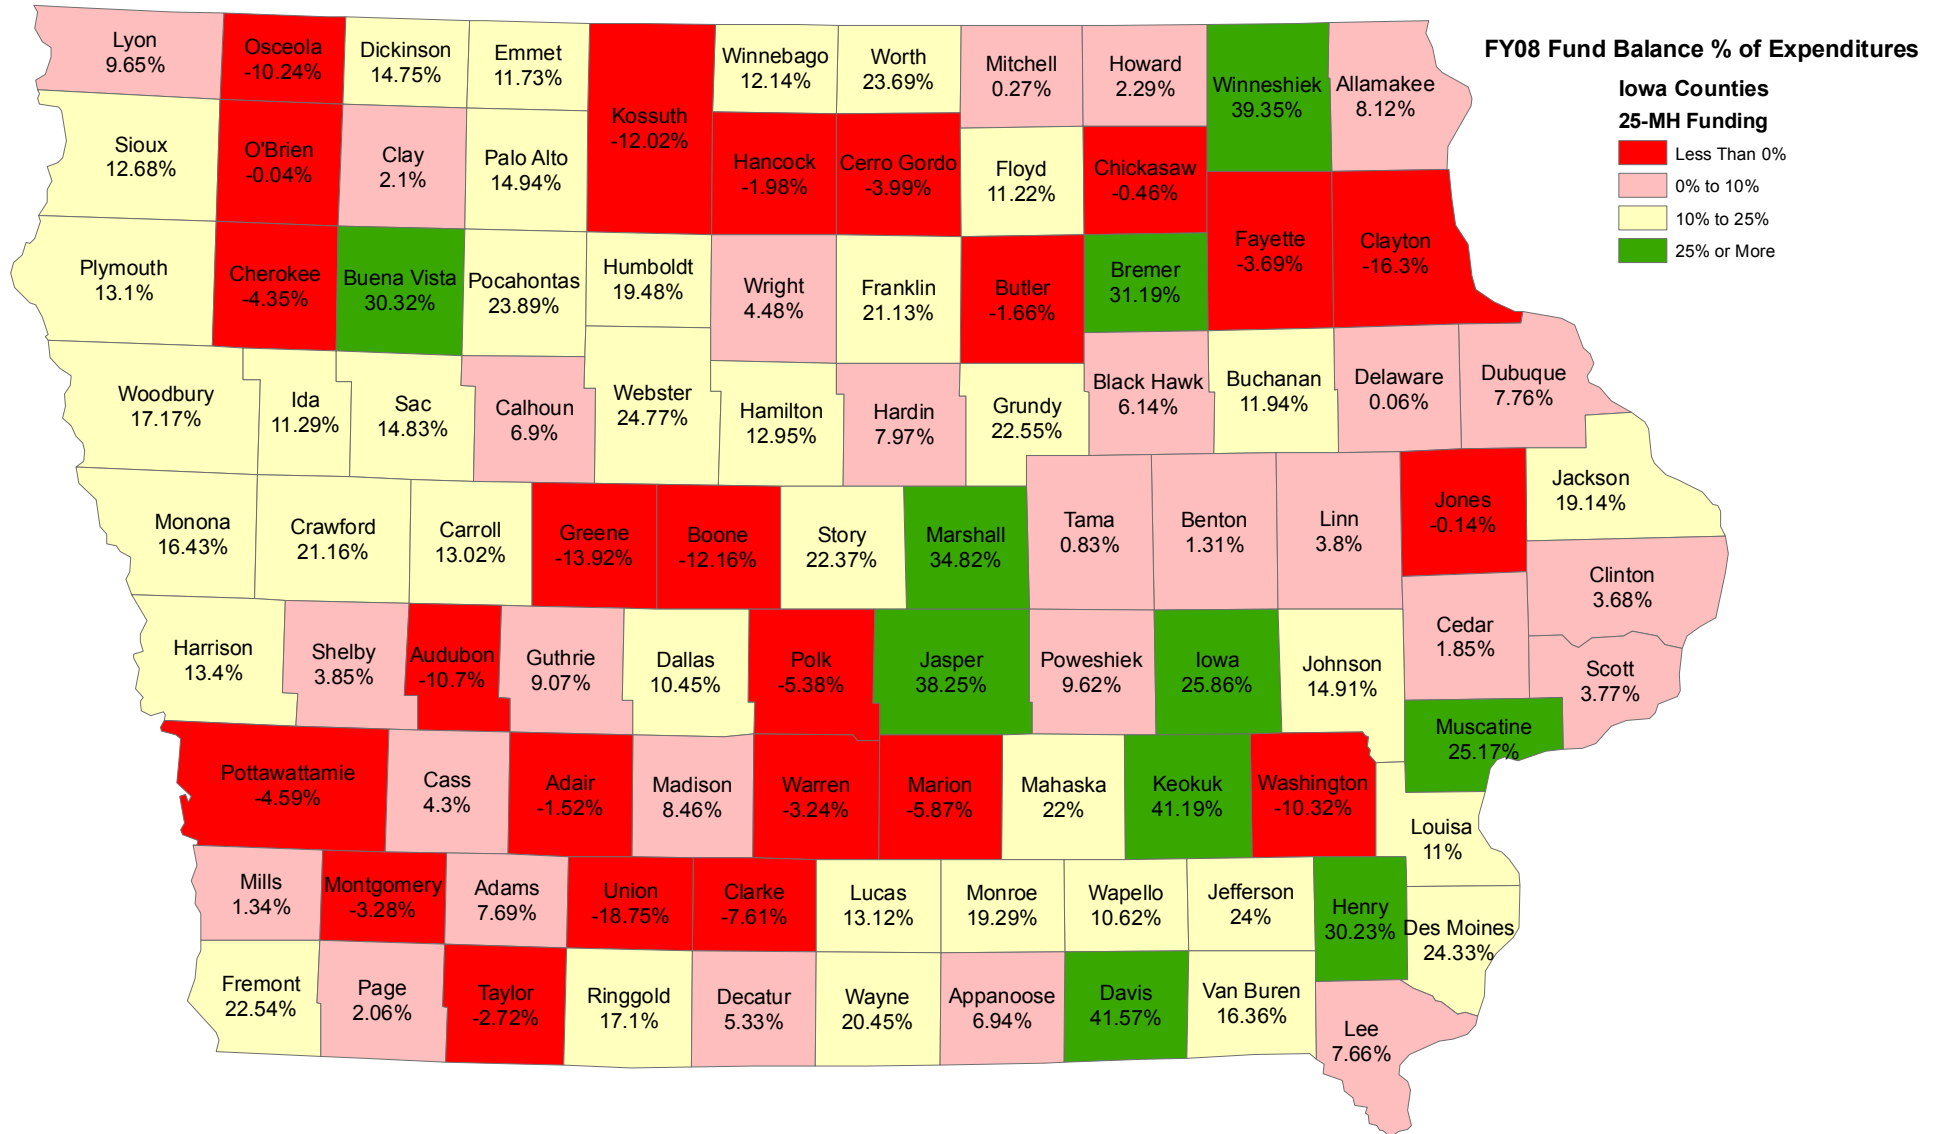 FY08 Fund Balance % of Expenditures
Iowa Counties
25-MH Funding
Less Than 0%
0% to 10%
10% to 25%
25% or More
Lyon
9.65%
Osceola
-10.24%
Dickinson
14.75%
Emmet
11.73%
Kossuth
-12.02%
Winnebago
12.14%
Worth
23.69%
Mitchell
0.27%
Howard
2.29%
Winneshiek
39.35%
Allamakee
8.12%
Sioux
12.68%
O'Brien
-0.04%
Clay
2.1%
Palo Alto
14.94%
Hancock
-1.98%
Cerro Gordo
-3.99%
Floyd
11.22%
Chickasaw
-0.46%
Fayette
-3.69%
Clayton
-16.3%
Plymouth
13.1%
Cherokee
-4.35%
Buena Vista
30.32%
Pocahontas
23.89%
Humboldt
19.48%
Wright
4.48%
Franklin
21.13%
Butler
-1.66%
Bremer
31.19%
Woodbury
17.17%
Ida
11.29%
Sac
14.83%
Calhoun
6.9%
Webster
24.77%
Hamilton
12.95%
Hardin
7.97%
Grundy
22.55%
Black Hawk
6.14%
Buchanan
11.94%
Delaware
0.06%
Dubuque
7.76%
Monona
16.43%
Crawford
21.16%
Carroll
13.02%
Greene
-13.92%
Boone
-12.16%
Story
22.37%
Marshall
34.82%
Tama
0.83%
Benton
1.31%
Linn
3.8%
Jones
-0.14%
Jackson
19.14%
Clinton
3.68%
Harrison
13.4%
Shelby
3.85%
Audubon
-10.7%
Guthrie
9.07%
Dallas
10.45%
Polk
-5.38%
Jasper
38.25%
Poweshiek
9.62%
Iowa
25.86%
Johnson
14.91%
Cedar
1.85%
Scott
3.77%
Muscatine
25.17%
Pottawattamie
-4.59%
Cass
4.3%
Adair
-1.52%
Madison
8.46%
Warren
-3.24%
Marion
-5.87%
Mahaska
22%
Keokuk
41.19%
Washington
-10.32%
Louisa
11%
Mills
1.34%
Montgomery
-3.28%
Adams
7.69%
Union
-18.75%
Clarke
-7.61%
Lucas
13.12%
Monroe
19.29%
Wapello
10.62%
Jefferson
24%
Henry
30.23%
Des Moines
24.33%
Fremont
22.54%
Page
2.06%
Taylor
-2.72%
Ringgold
17.1%
Decatur
5.33%
Wayne
20.45%
Appanoose
6.94%
Davis
41.57%
Van Buren
16.36%
Lee
7.66%